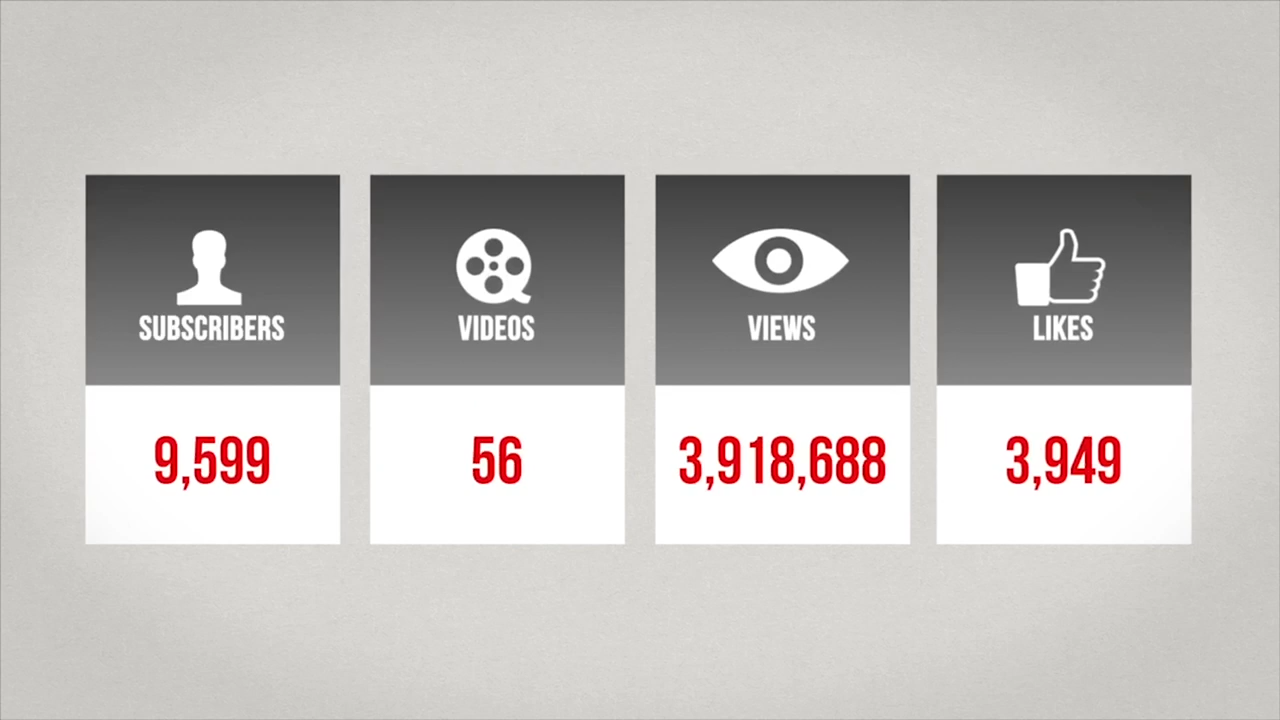 SUBSCRIBERS
9,599
VIDEOS
56
VIEWS
3,918,688
LIKES
3,949